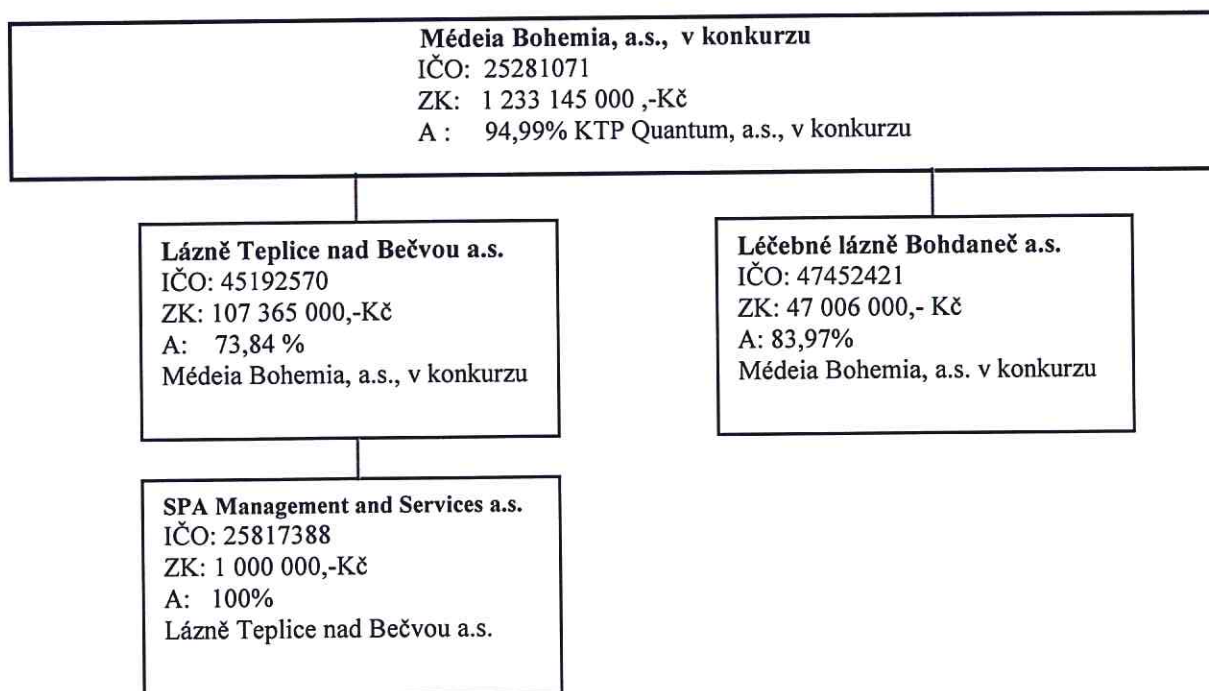 Médeia Bohemia, a.s., v konkurzu
IČO: 25281071
ZK: 1 233 145 000 ,-Kč
A : 94,99% KTP Quantum, a.s., v konkurzu
Lázně Teplice nad Bečvou a.s.
IČO: 45192570
ZK: 107 365 000,-Kč
A: 73,84 %
Médeia Bohemia, a.s., v konkurzu
Léčebné lázně Bohdaneč a.s.
IČO: 47452421
ZK: 47 006 000,- Kč
A: 83,97%
Médeia Bohemia, a.s. v konkurzu
SPA Management and Services a.s.
IČO: 25817388
ZK: 1 000 000,-Kč
A: 100%
Lázně Teplice nad Bečvou a.s.